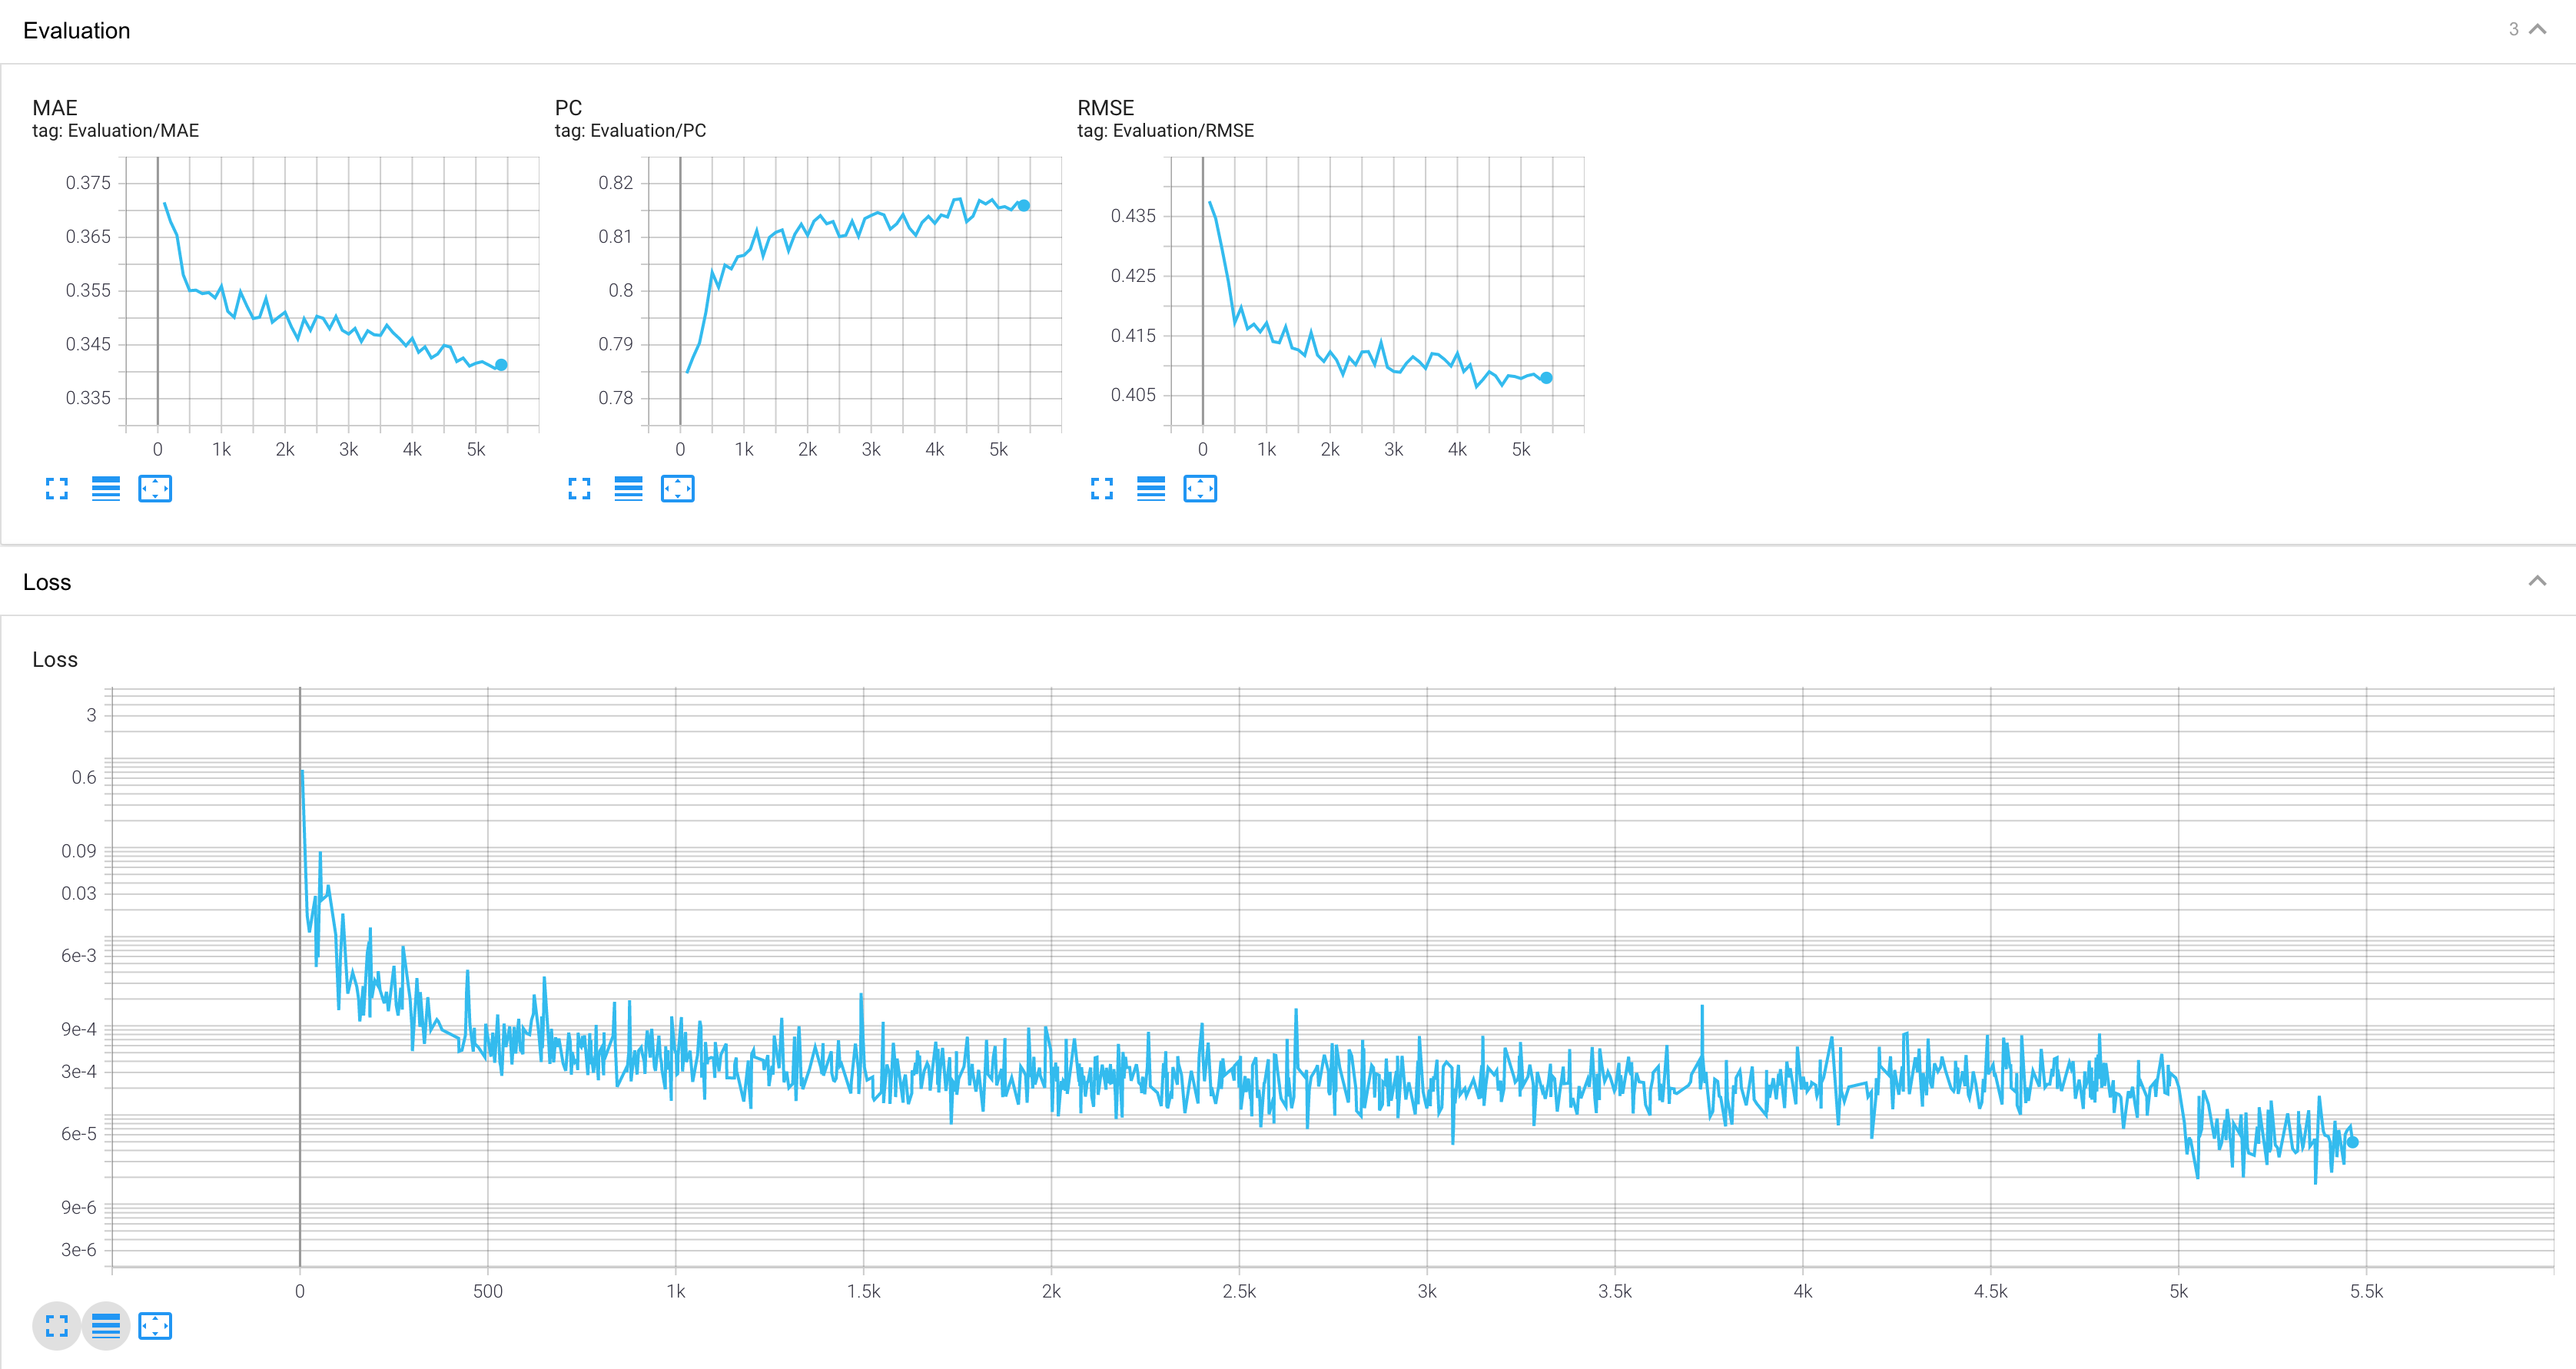 Evaluation
3
MAE
tag: Evaluation/MAE
0.375
0.365
0.355
0.345
0.335
0 1k 2k 3k 4k 5k
PC
tag: Evaluation/PC
0.82
0.81
0.8
0.79
0.78
0 1k 2k 3k 4k 5k
RMSE
tag: Evaluation/RMSE
0.435
0.425
0.415
0.405
0 1k 2k 3k 4k 5k
Loss
Loss
3
0.6
0.09
0.03
6e-3
9e-4
3e-4
6e-5
9e-6
3e-6
0 500 1k 1.5k 2k 2.5k 3k 3.5k 4k 4.5k 5k 5.5k